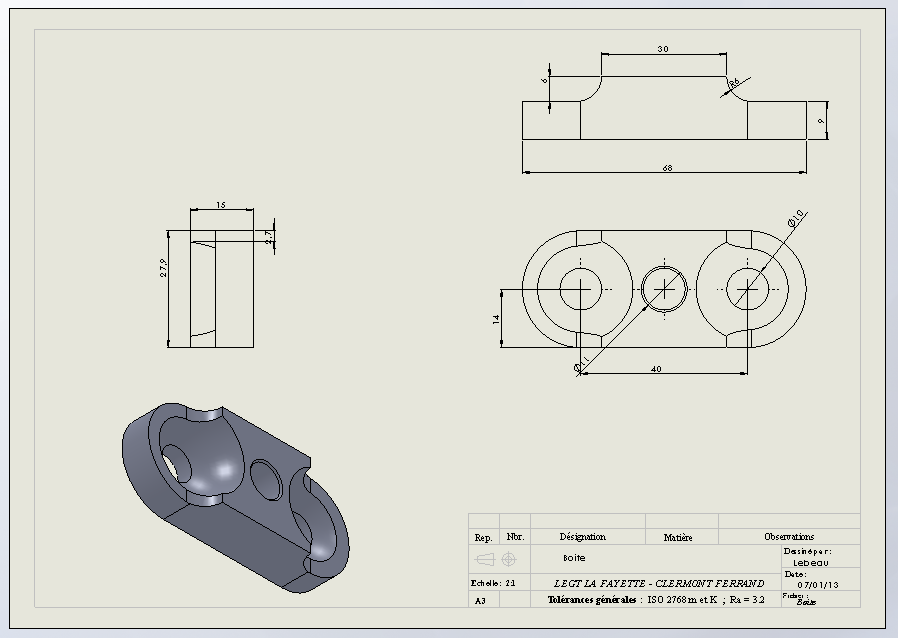 30
6
R6
9
68
15
2,7
27,9
Ø10
14
Ø11
40
Rep. Nbr. Désignation Matière Observations
Boite
Dessiné par :
Lebeau
Echelle : 2:1 LEGT LA FAYETTE - CLERMONT FERRAND
Date :
07/01/13
A3 Tolérances générales : ISO 2768 m et K ; Ra = 3.2
Fichier :
Boite